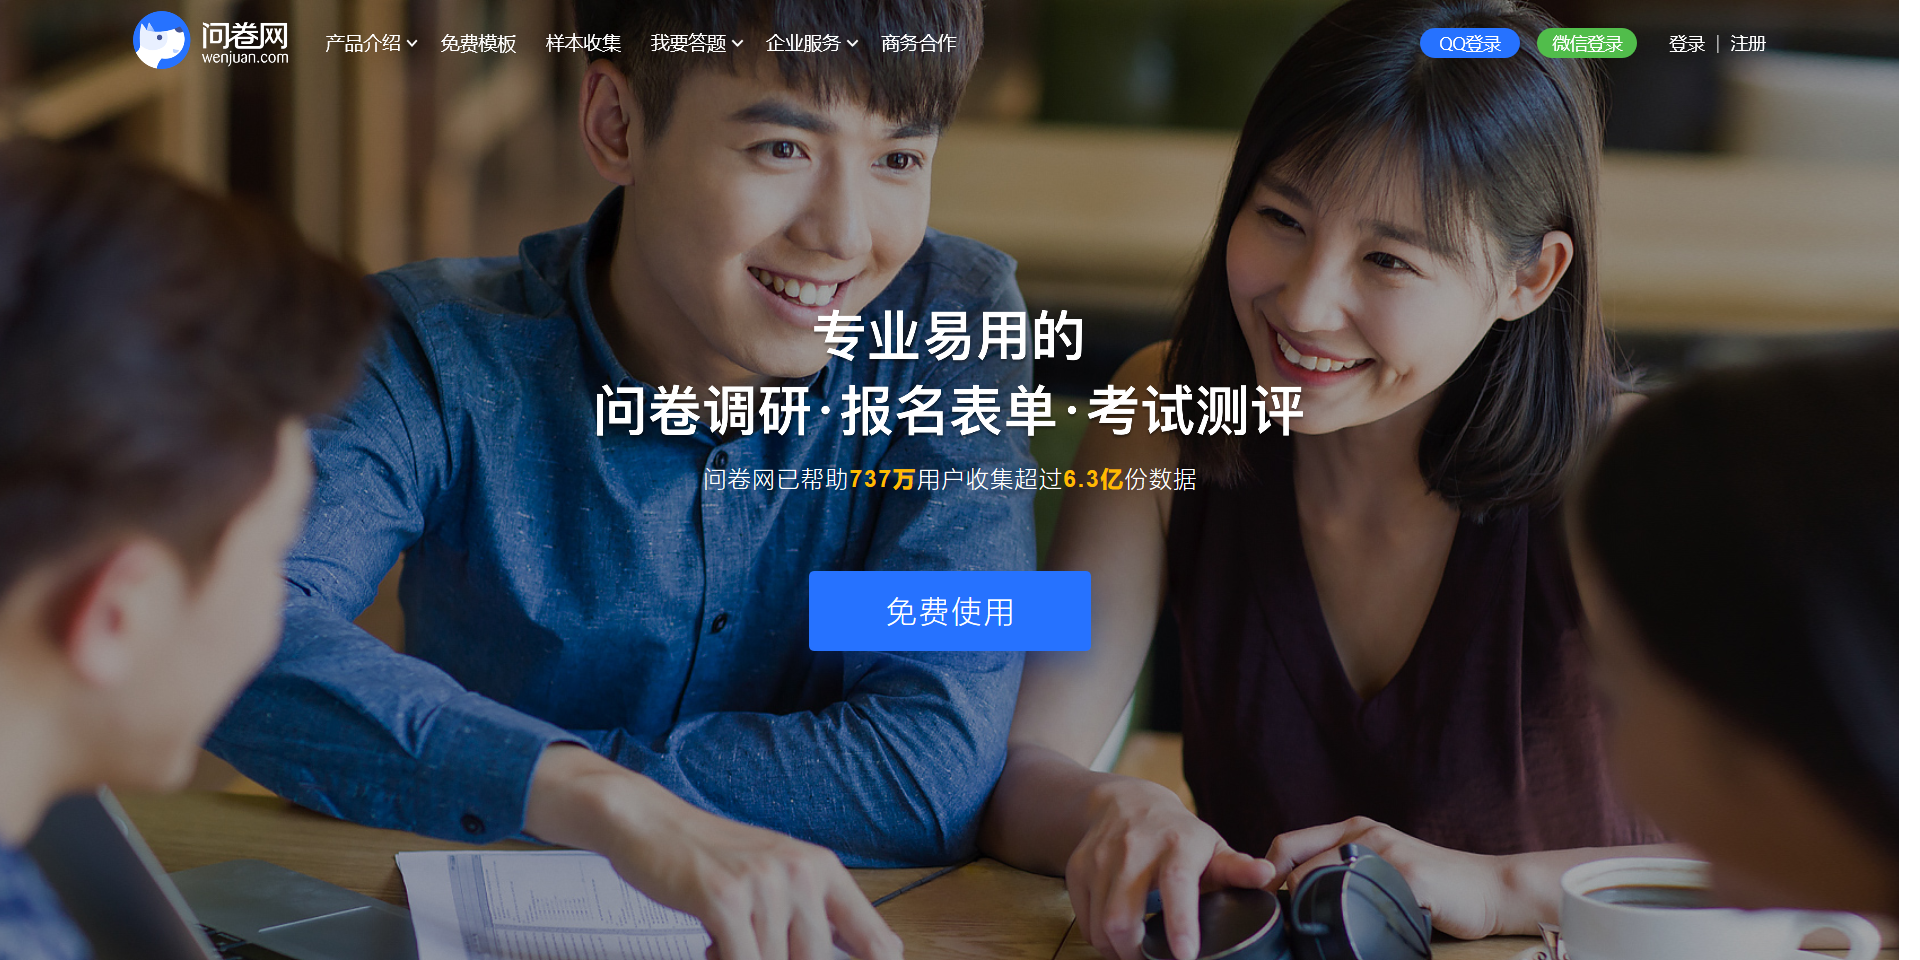 问卷网
wenjuan.com
产品介绍 免费模板 样本收集 我要答题 企业服务 商务合作
QQ登录 微信登录 登录 | 注册
专业易用的
问卷调研·报名表单·考试测评
问卷网已帮助737万用户收集超过6.3亿份数据
免费使用